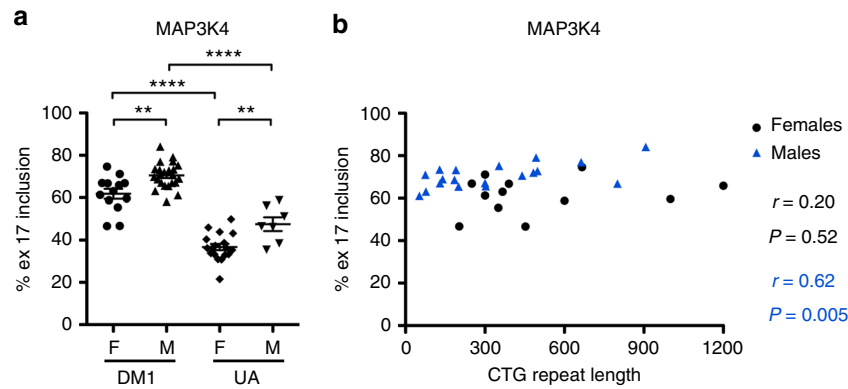 a
MAP3K4
****
****
**
**
% ex 17 inclusion
100
80
60
40
20
0
F
M
F
M
DM1
UA
b
MAP3K4
% ex 17 inclusion
100
80
60
40
20
0
0
300
600
900
1200
CTG repeat length
Females
Males
r = 0.20
P = 0.52
r = 0.62
P = 0.005